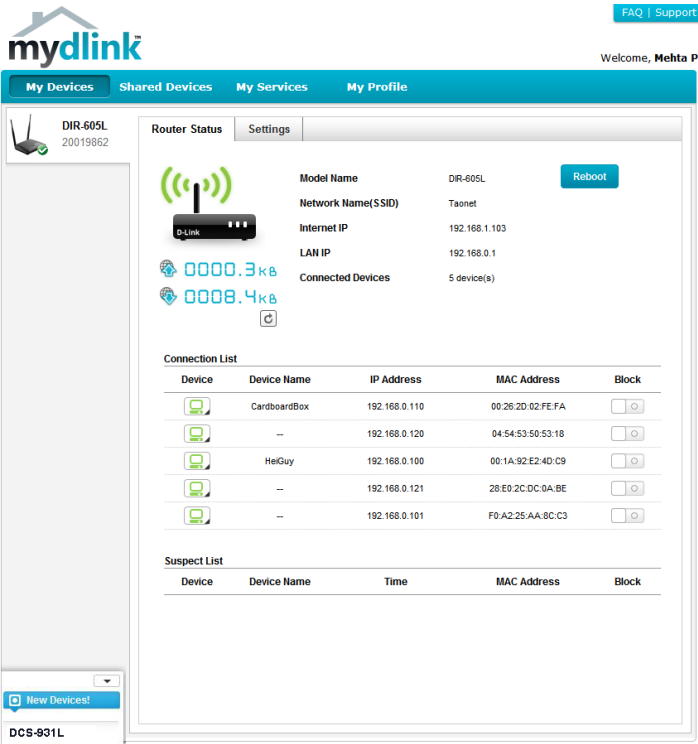 FAQ | Support
mydlink™
Welcome, Mehta P
My Devices Shared Devices My Services My Profile
DIR-605L
20019862
Router Status Settings
D-Link
Model Name DIR-605L Reboot
Network Name(SSID) Taonet
Internet IP 192.168.1.103
LAN IP 192.168.0.1
Connected Devices 5 device(s)
0000.3 KB
0008.4 KB
Connection List
Device Device Name IP Address MAC Address Block
CardboardBox 192.168.0.110 00:26:2D:02:FE:FA
-- 192.168.0.120 04:54:53:50:53:18
HeiGuy 192.168.0.100 00:1A:92:E2:4D:C9
-- 192.168.0.121 28:E0:2C:DC:0A:BE
-- 192.168.0.101 F0:A2:25:AA:8C:C3
Suspect List
Device Device Name Time MAC Address Block
New Devices!
DCS-931L